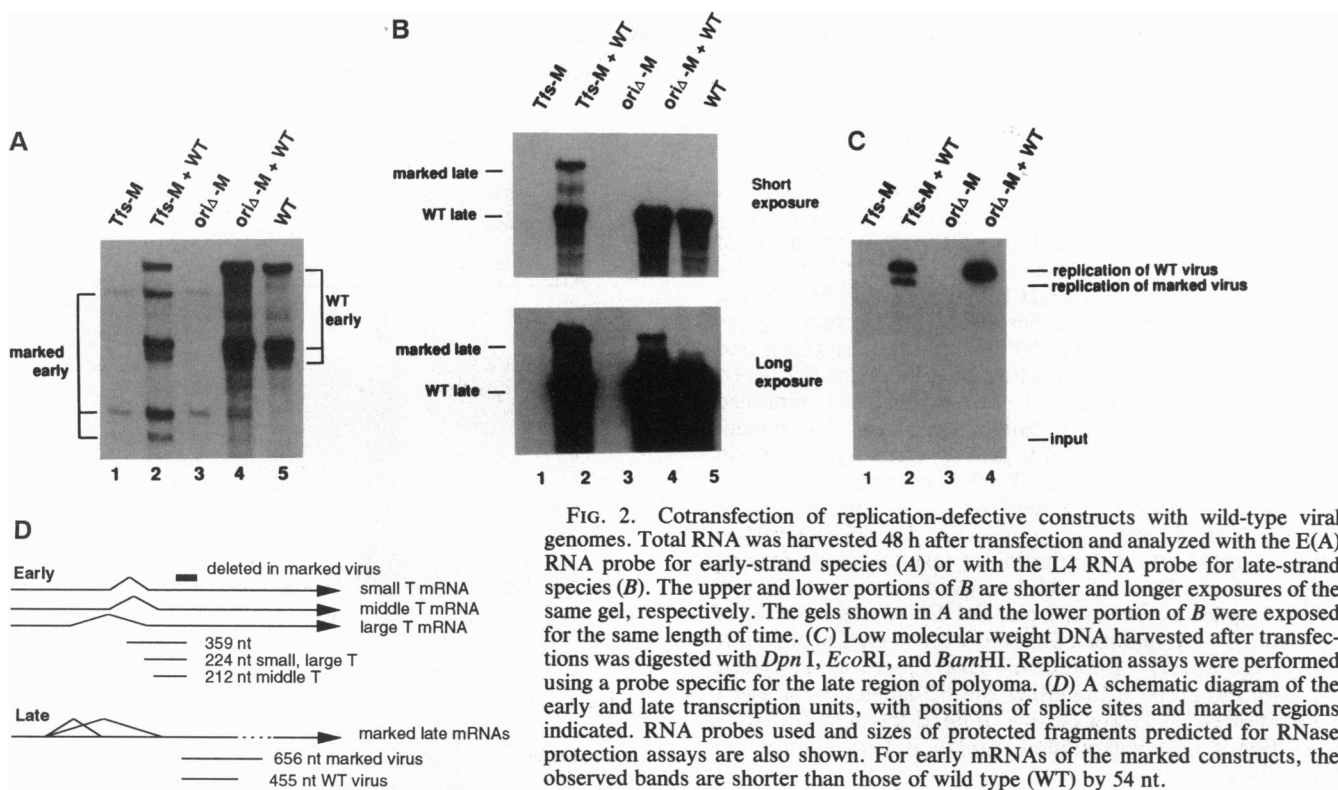 A
Tfs-M
Tfs-M + WT
ori∆-M
ori∆-M + WT
WT
marked early
WT early
1 2 3 4 5
B
Tfs-M
Tfs-M + WT
ori∆-M
ori∆-M + WT
WT
marked late
WT late
Short exposure
marked late
WT late
Long exposure
1 2 3 4 5
C
Tfs-M
Tfs-M + WT
ori∆-M
ori∆-M + WT
replication of WT virus
replication of marked virus
input
1 2 3 4
D
Early
deleted in marked virus
small T mRNA
middle T mRNA
large T mRNA
359 nt
224 nt small, large T
212 nt middle T
Late
marked late mRNAs
656 nt marked virus
455 nt WT virus
FIG. 2. Cotransfection of replication-defective constructs with wild-type viral
genomes. Total RNA was harvested 48 h after transfection and analyzed with the E(A)
RNA probe for early-strand species (A) or with the L4 RNA probe for late-strand
species (B). The upper and lower portions of B are shorter and longer exposures of the
same gel, respectively. The gels shown in A and the lower portion of B were exposed
for the same length of time. (C) Low molecular weight DNA harvested after transfec-
tions was digested with Dpn I, EcoRI, and BamHI. Replication assays were performed
using a probe specific for the late region of polyoma. (D) A schematic diagram of the
early and late transcription units, with positions of splice sites and marked regions
indicated. RNA probes used and sizes of protected fragments predicted for RNase
protection assays are also shown. For early mRNAs of the marked constructs, the
observed bands are shorter than those of wild type (WT) by 54 nt.